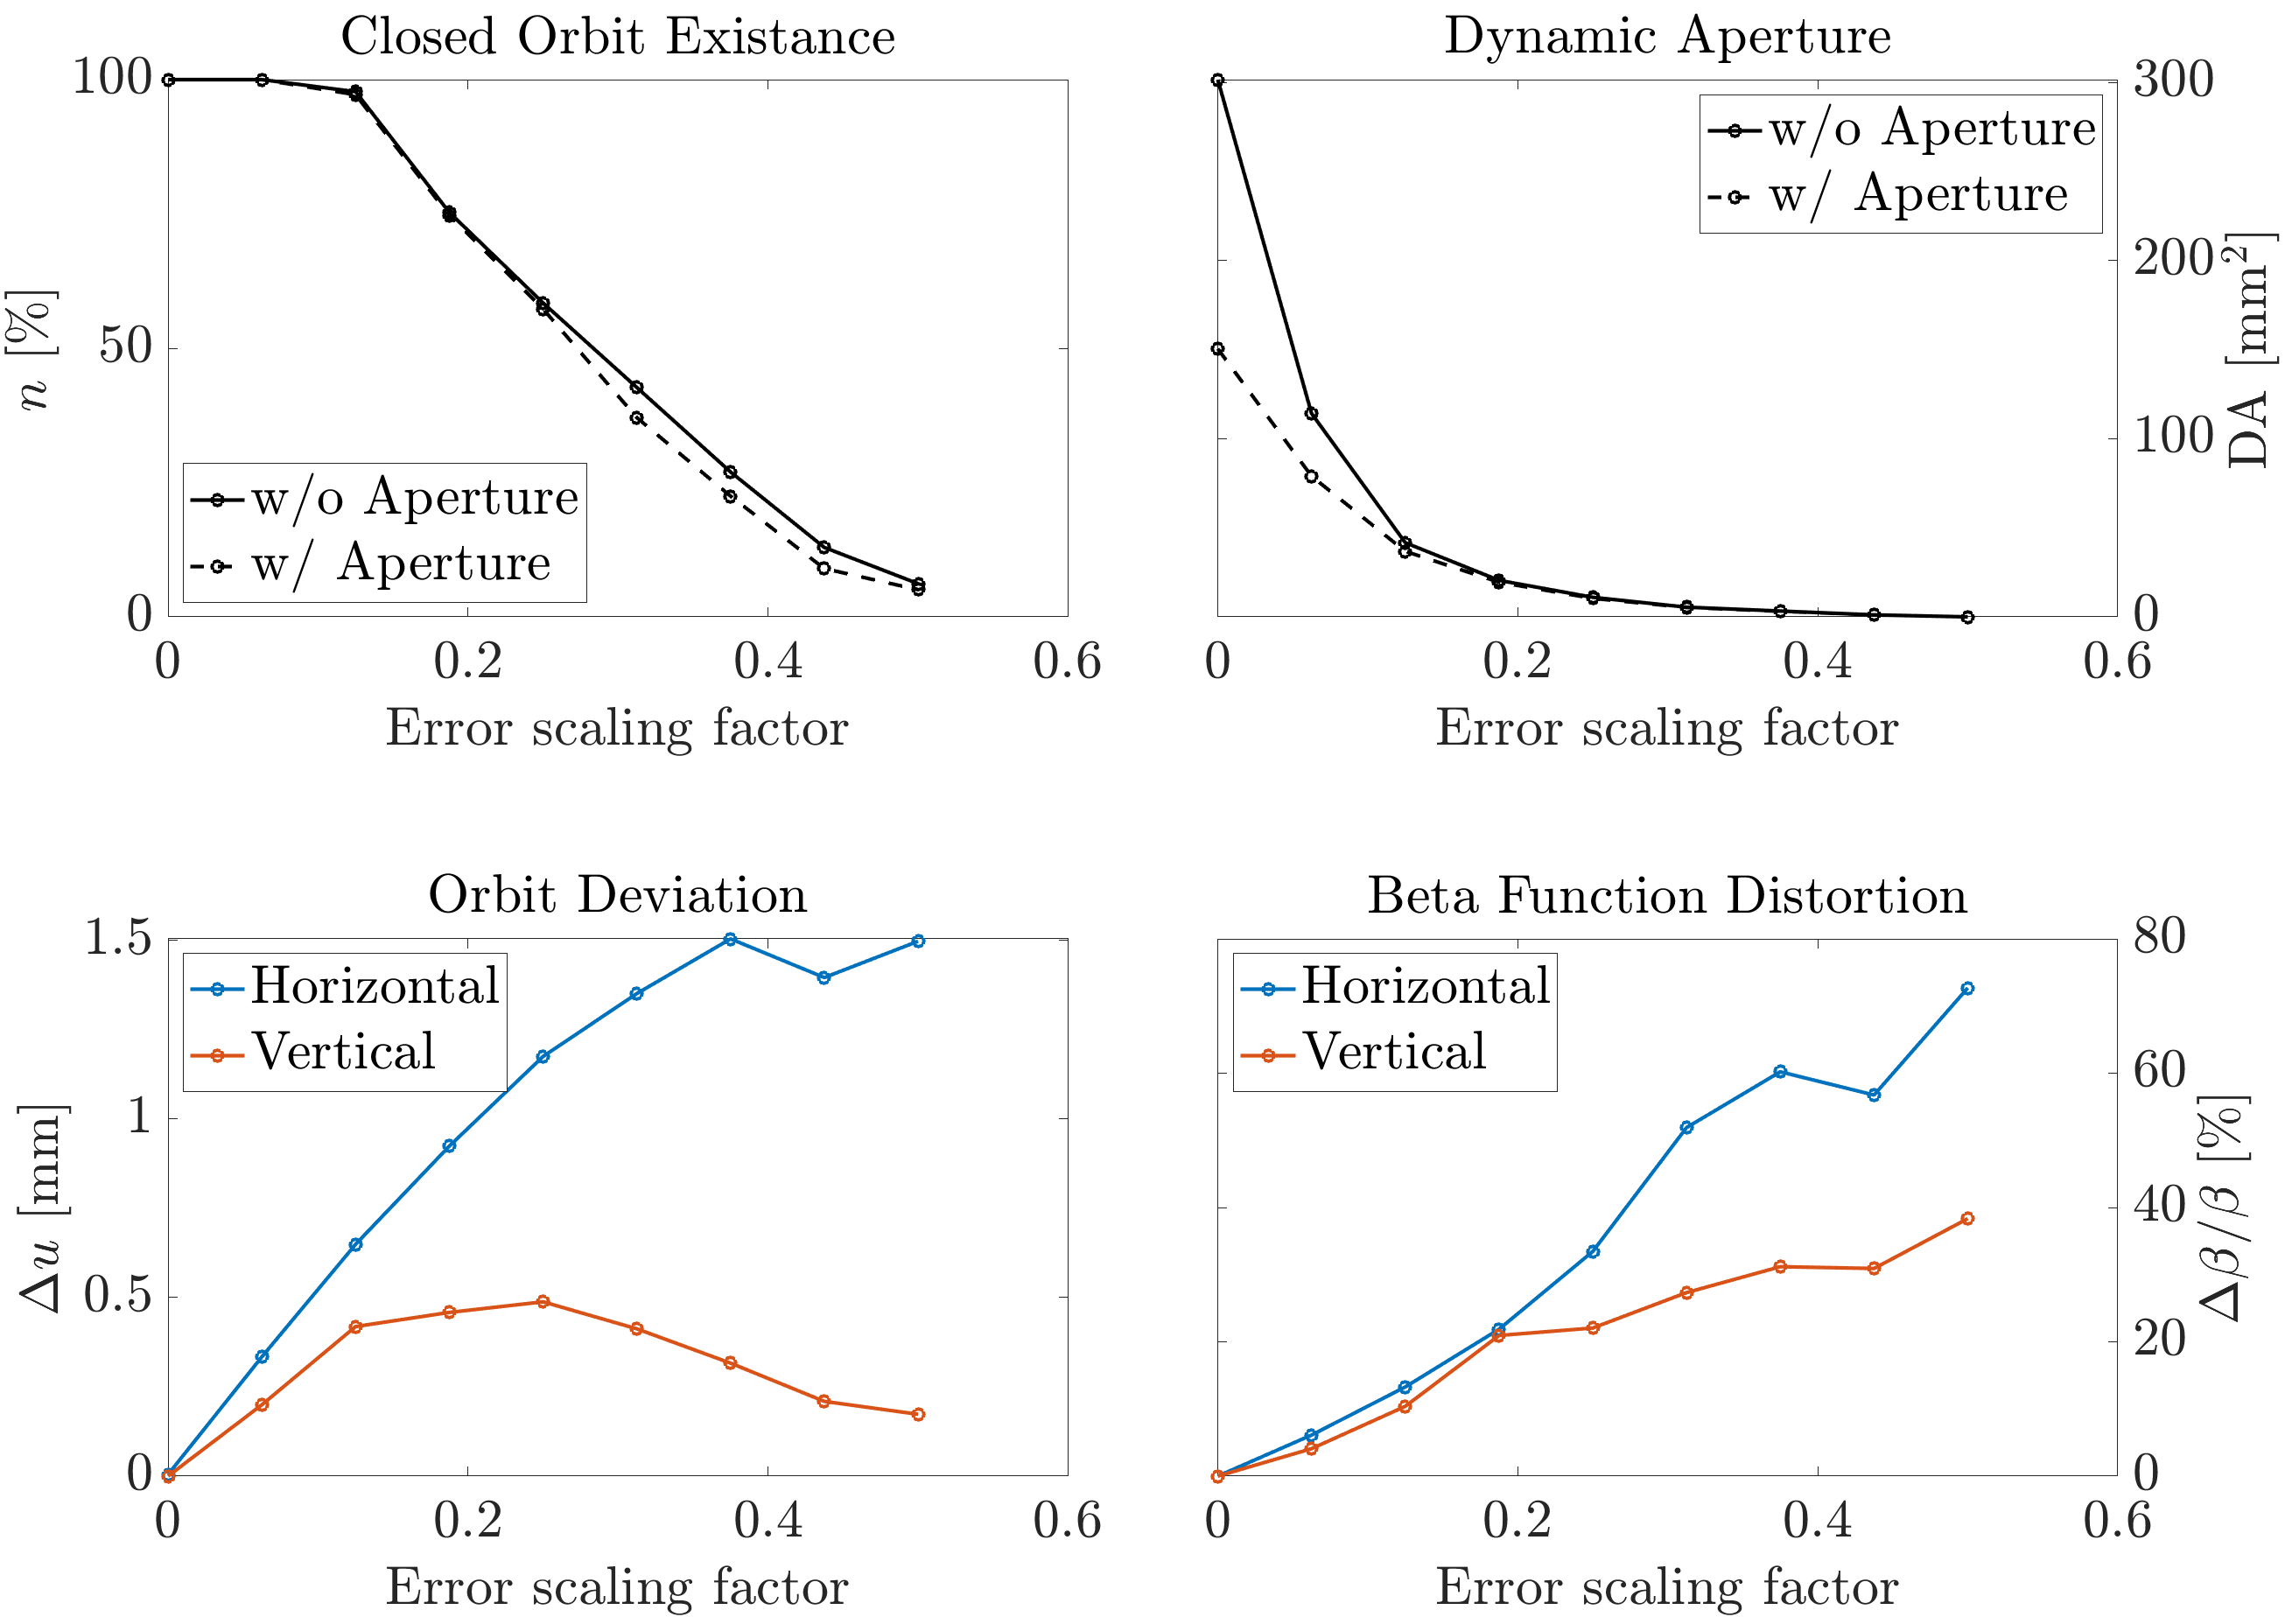 Closed Orbit Existance
100
50
0
n [%]
w/o Aperture
w/ Aperture
0 0.2 0.4 0.6
Error scaling factor
Dynamic Aperture
w/o Aperture
w/ Aperture
300
200
100
0
DA [mm²]
0 0.2 0.4 0.6
Error scaling factor
Orbit Deviation
1.5
1
0.5
0
Δu [mm]
Horizontal
Vertical
0 0.2 0.4 0.6
Error scaling factor
Beta Function Distortion
Horizontal
Vertical
80
60
40
20
0
Δβ/β [%]
0 0.2 0.4 0.6
Error scaling factor